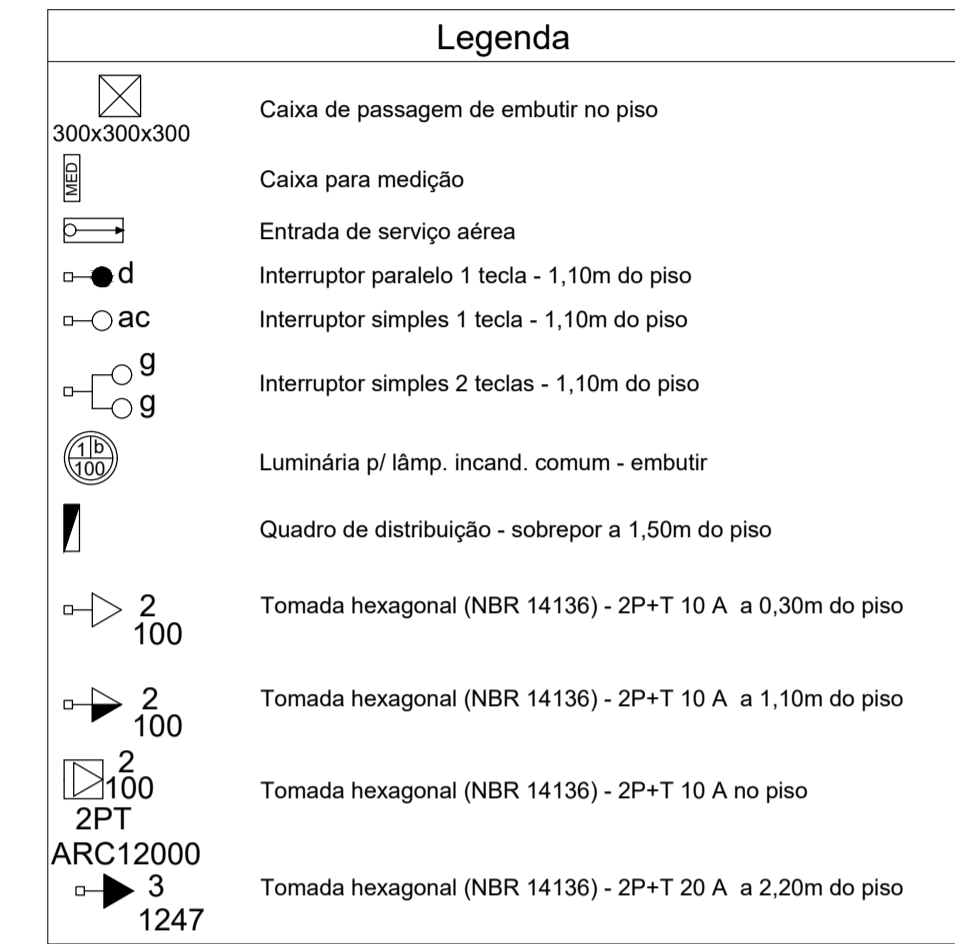 Legenda
300x300x300
Caixa de passagem de embutir no piso
MED
Caixa para medição
Entrada de serviço aérea
d
Interruptor paralelo 1 tecla - 1,10m do piso
ac
Interruptor simples 1 tecla - 1,10m do piso
g
g
Interruptor simples 2 teclas - 1,10m do piso
1 b
100
Luminária p/ lâmp. incand. comum - embutir
Quadro de distribuição - sobrepor a 1,50m do piso
2
100
Tomada hexagonal (NBR 14136) - 2P+T 10 A a 0,30m do piso
2
100
Tomada hexagonal (NBR 14136) - 2P+T 10 A a 1,10m do piso
2
100
2PT
Tomada hexagonal (NBR 14136) - 2P+T 10 A no piso
ARC12000
3
1247
Tomada hexagonal (NBR 14136) - 2P+T 20 A a 2,20m do piso